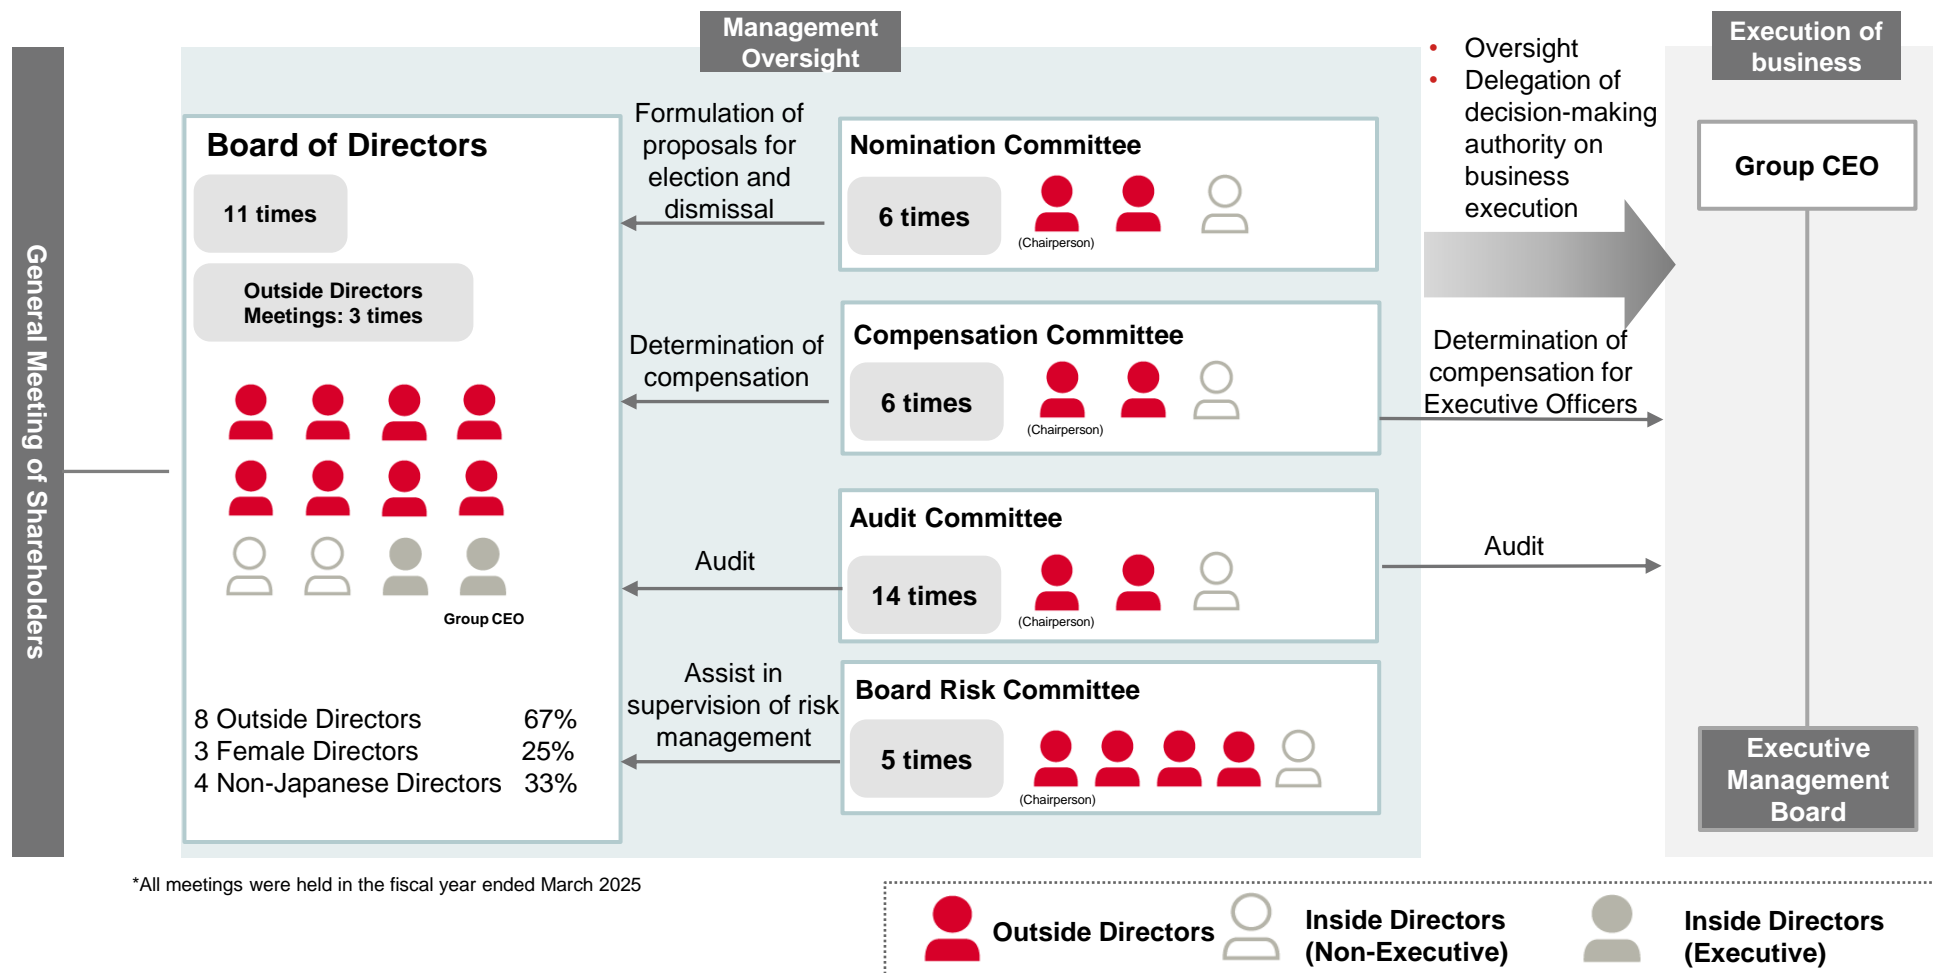 Management
Oversight
Execution of
business
General Meeting of Shareholders
Board of Directors
11 times
Outside Directors
Meetings: 3 times
Group CEO
8 Outside Directors 67%
3 Female Directors 25%
4 Non-Japanese Directors 33%
Formulation of
proposals for
election and
dismissal
Determination of
compensation
Audit
Assist in
supervision of risk
management
Nomination Committee
6 times
(Chairperson)
Compensation Committee
6 times
(Chairperson)
Audit Committee
14 times
(Chairperson)
Board Risk Committee
5 times
(Chairperson)
• Oversight
• Delegation of
decision-making
authority on
business
execution
Determination of
compensation for
Executive Officers
Audit
Group CEO
Executive
Management
Board
*All meetings were held in the fiscal year ended March 2025
Outside Directors
Inside Directors
(Non-Executive)
Inside Directors
(Executive)